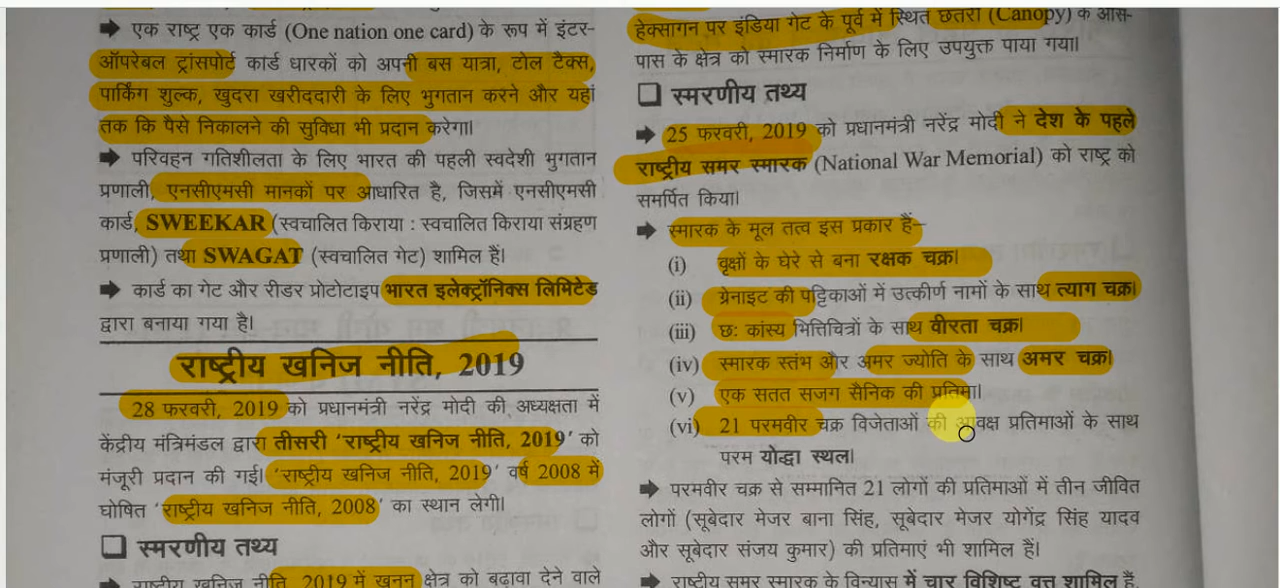 ➡ एक राष्ट्र एक कार्ड (One nation one card) के रूप में इंटर-
ऑपरेबल ट्रांसपोर्ट कार्ड धारकों को अपनी बस यात्रा, टोल टैक्स,
पार्किंग शुल्क, खुदरा खरीददारी के लिए भुगतान करने और यहां
तक कि पैसे निकालने की सुविधा भी प्रदान करेगा।
➡ परिवहन गतिशीलता के लिए भारत की पहली स्वदेशी भुगतान
प्रणाली, एनसीएमसी मानकों पर आधारित है, जिसमें एनसीएमसी
कार्ड, SWEEKAR (स्वचालित किराया : स्वचालित किराया संग्रहण
प्रणाली) तथा SWAGAT (स्वचालित गेट) शामिल हैं।
➡ कार्ड का गेट और रीडर प्रोटोटाइप भारत इलेक्ट्रॉनिक्स लिमिटेड
द्वारा बनाया गया है।
राष्ट्रीय खनिज नीति, 2019
28 फरवरी, 2019 को प्रधानमंत्री नरेंद्र मोदी की अध्यक्षता में
केंद्रीय मंत्रिमंडल द्वारा तीसरी ‘राष्ट्रीय खनिज नीति, 2019’ को
मंजूरी प्रदान की गई। ‘राष्ट्रीय खनिज नीति, 2019’ वर्ष 2008 में
घोषित ‘राष्ट्रीय खनिज नीति, 2008’ का स्थान लेगी।
❑ स्मरणीय तथ्य
➡ राष्ट्रीय खनिज नीति, 2019 में खनन क्षेत्र को बढ़ावा देने वाले
हेक्सागन पर इंडिया गेट के पूर्व में स्थित छतरी (Canopy) के आस-
पास के क्षेत्र को स्मारक निर्माण के लिए उपयुक्त पाया गया।
❑ स्मरणीय तथ्य
➡ 25 फरवरी, 2019 को प्रधानमंत्री नरेंद्र मोदी ने देश के पहले
राष्ट्रीय समर स्मारक (National War Memorial) को राष्ट्र को
समर्पित किया।
➡ स्मारक के मूल तत्व इस प्रकार हैं–
(i) वृक्षों के घेरे से बना रक्षक चक्र।
(ii) ग्रेनाइट की पट्टिकाओं में उत्कीर्ण नामों के साथ त्याग चक्र।
(iii) छः कांस्य भित्तिचित्रों के साथ वीरता चक्र।
(iv) स्मारक स्तंभ और अमर ज्योति के साथ अमर चक्र।
(v) एक सतत सजग सैनिक की प्रतिमा।
(vi) 21 परमवीर चक्र विजेताओं की आवक्ष प्रतिमाओं के साथ
परम योद्धा स्थल।
➡ परमवीर चक्र से सम्मानित 21 लोगों की प्रतिमाओं में तीन जीवित
लोगों (सूबेदार मेजर बाना सिंह, सूबेदार मेजर योगेंद्र सिंह यादव
और सूबेदार संजय कुमार) की प्रतिमाएं भी शामिल हैं।
➡ राष्ट्रीय समर स्मारक के विन्यास में चार विशिष्ट वृत्त शामिल हैं,